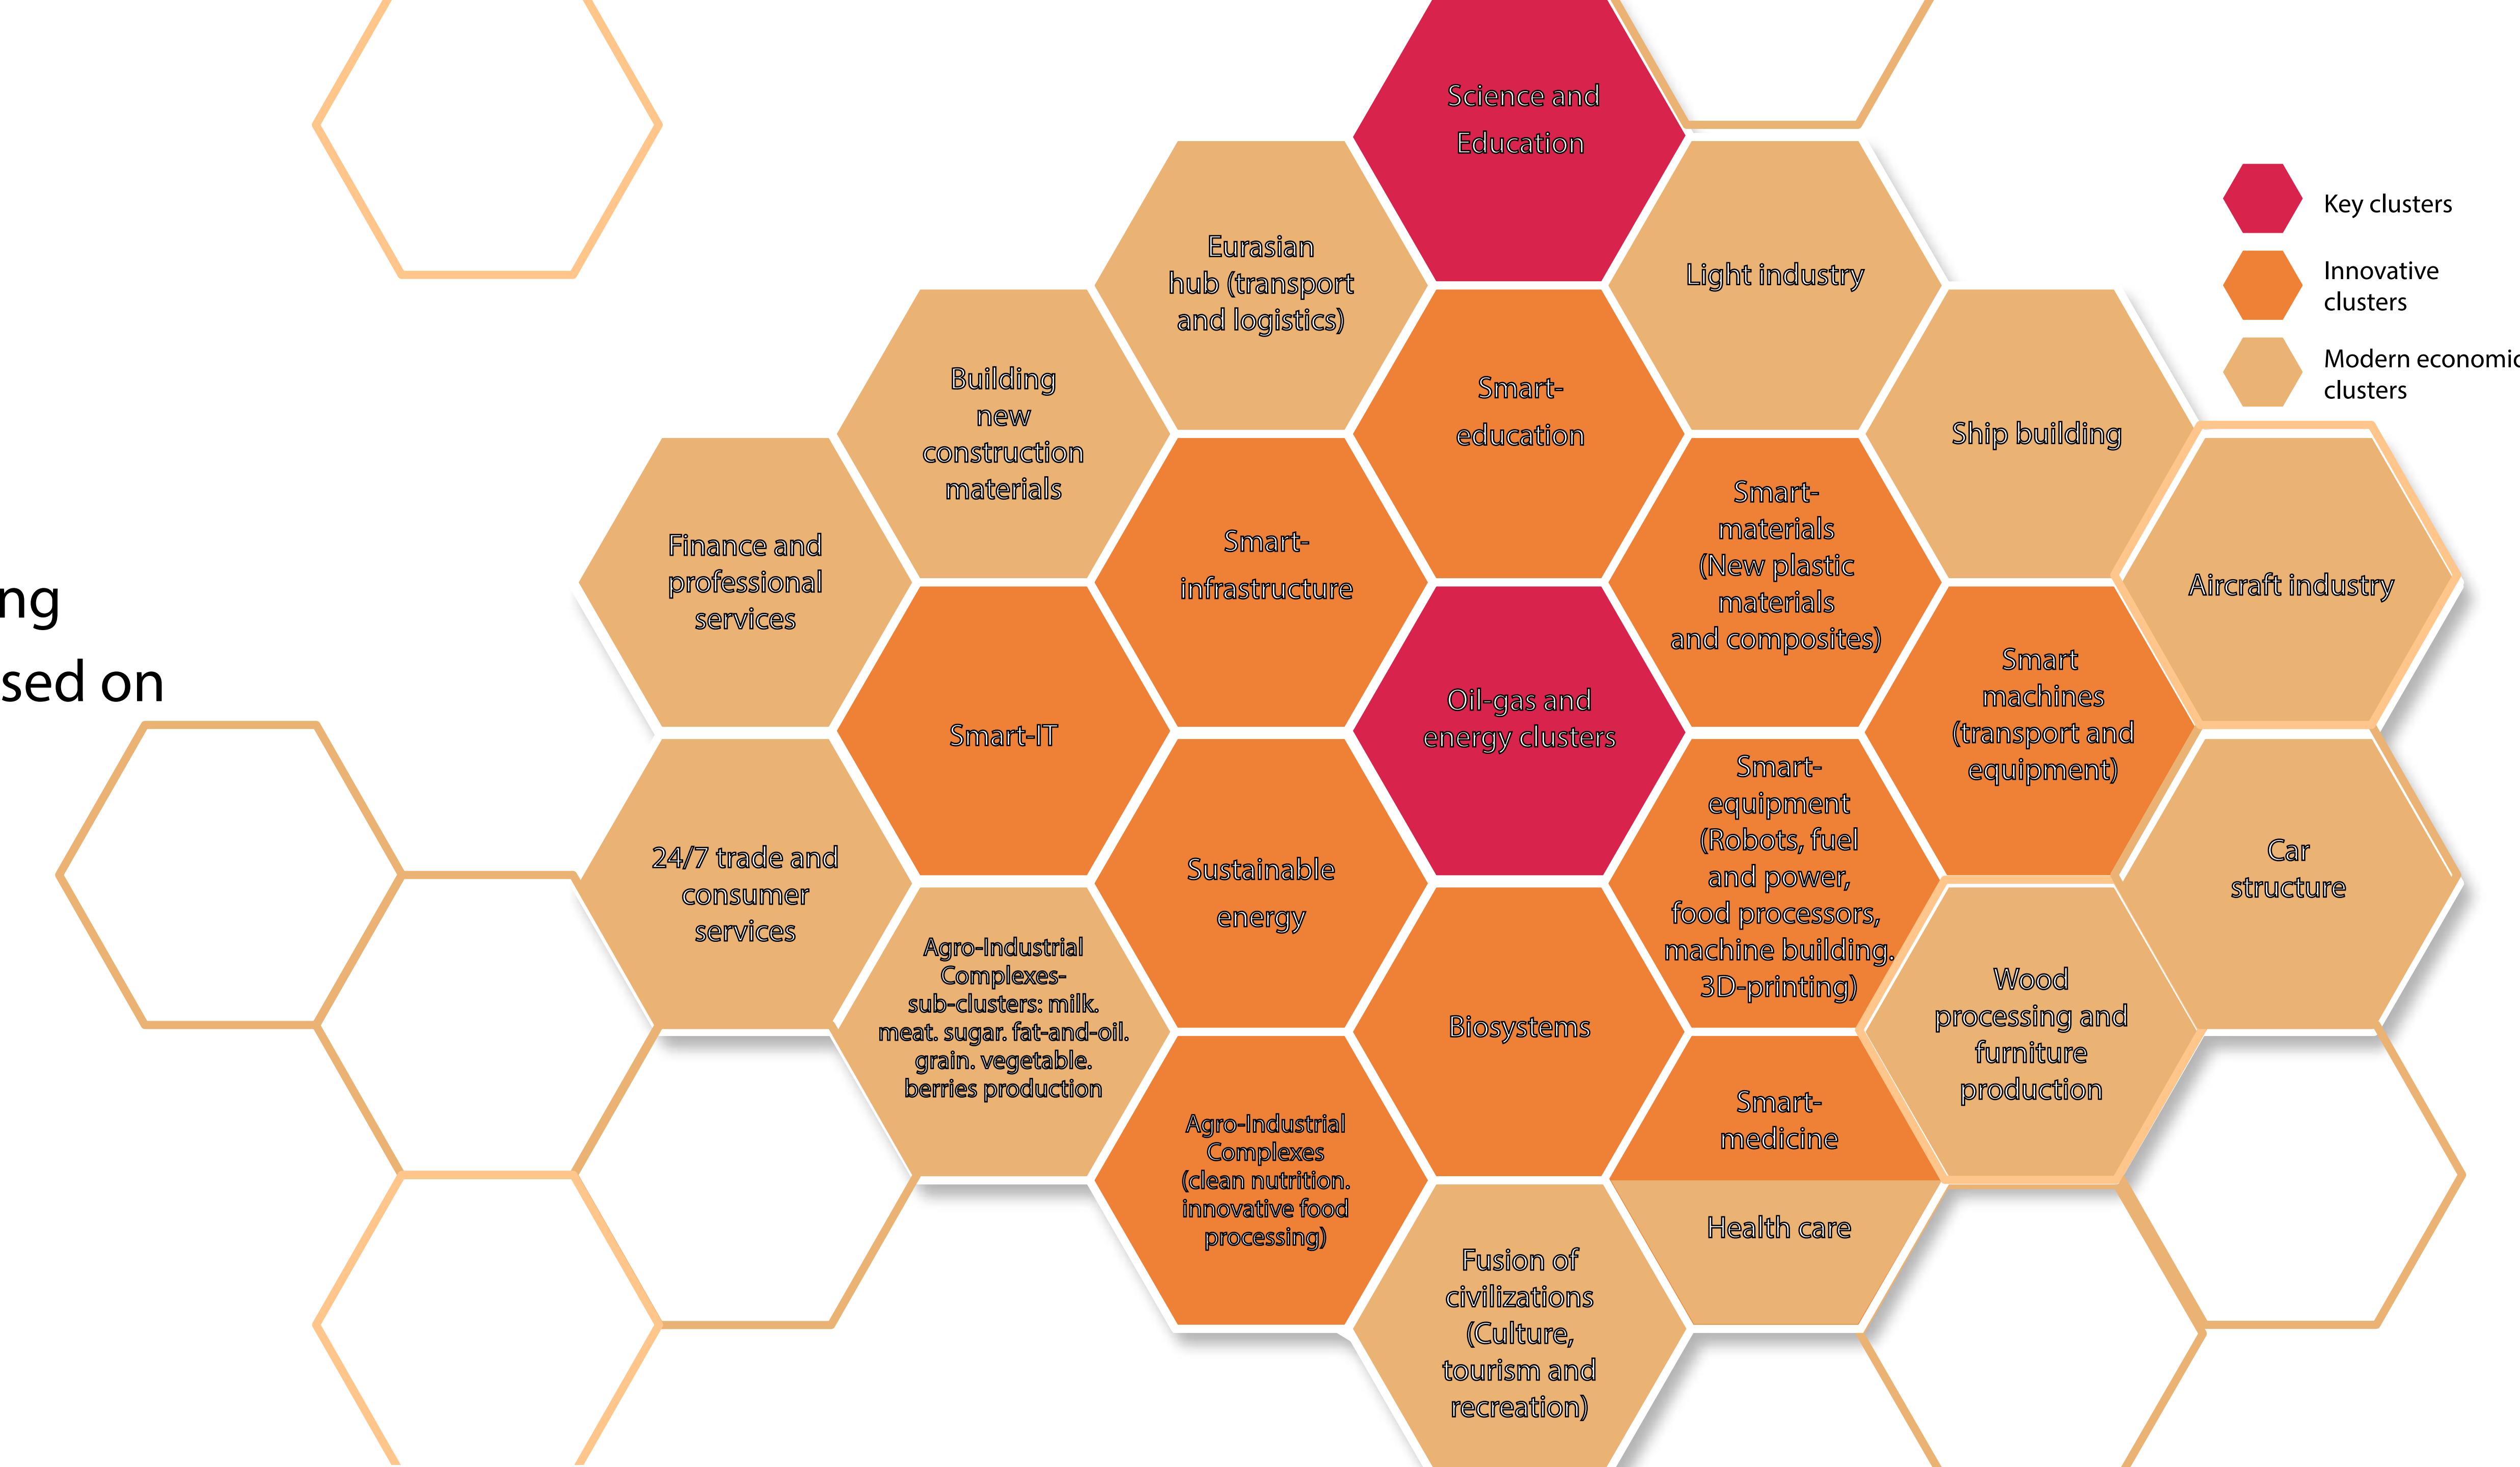 Science and
Education
Key clusters
Innovative
clusters
Modern economic
clusters
Eurasian
hub (transport
and logistics)
Light industry
Building
new
construction
materials
Smart-
education
Ship building
Finance and
professional
services
Smart-
infrastructure
Smart-
materials
(New plastic
materials
and composites)
Aircraft industry
ng
sed on
Smart-IT
Oil-gas and
energy clusters
Smart
machines
(transport and
equipment)
24/7 trade and
consumer
services
Sustainable
energy
Smart-
equipment
(Robots, fuel
and power,
food processors,
machine building.
3D-printing)
Car
structure
Agro-Industrial
Complexes-
sub-clusters: milk.
meat. sugar. fat-and-oil.
grain. vegetable.
berries production
Biosystems
Wood
processing and
furniture
production
Agro-Industrial
Complexes
(clean nutrition.
innovative food
processing)
Smart-
medicine
Health care
Fusion of
civilizations
(Culture,
tourism and
recreation)